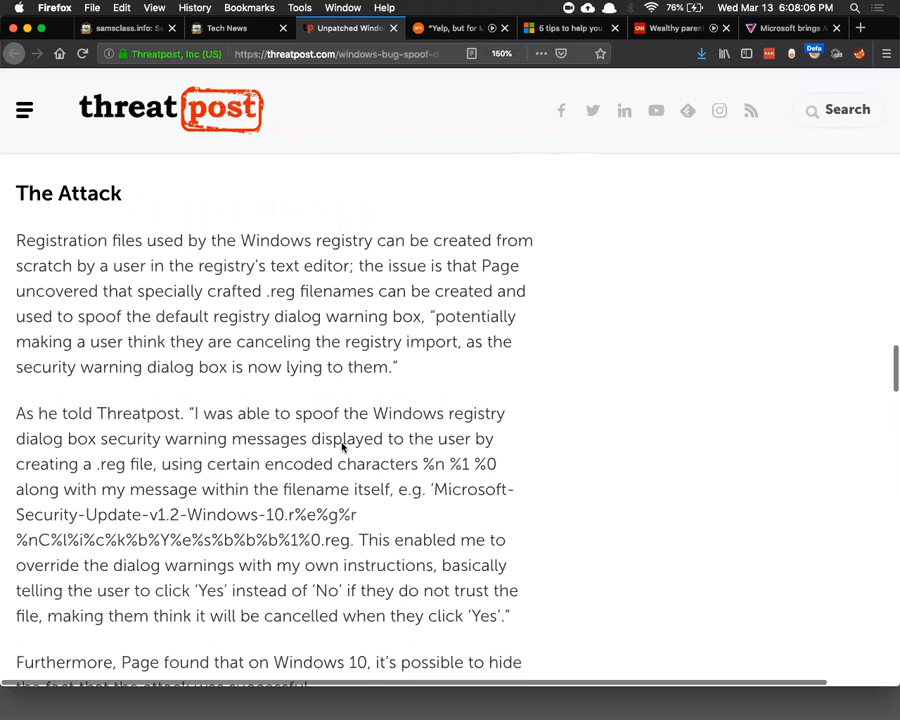 Firefox File Edit View History Bookmarks Tools Window Help 76% Wed Mar 13 6:08:06 PM
samsclass.info: S Tech News Unpatched Window "Yelp, but for 6 tips to help you CNN Wealthy paren Microsoft brings A
Threatpost, Inc (US) https://threatpost.com/windows-bug-spoof-d 150% Defa
threatpost Search
The Attack
Registration files used by the Windows registry can be created from
scratch by a user in the registry's text editor; the issue is that Page
uncovered that specially crafted .reg filenames can be created and
used to spoof the default registry dialog warning box, “potentially
making a user think they are canceling the registry import, as the
security warning dialog box is now lying to them.”
As he told Threatpost. “I was able to spoof the Windows registry
dialog box security warning messages displayed to the user by
creating a .reg file, using certain encoded characters %n %1 %0
along with my message within the filename itself, e.g. ‘Microsoft-
Security-Update-v1.2-Windows-10.r%e%g%r
%nC%l%i%c%k%b%Y%e%s%b%b%b%1%0.reg. This enabled me to
override the dialog warnings with my own instructions, basically
telling the user to click ‘Yes’ instead of ‘No’ if they do not trust the
file, making them think it will be cancelled when they click ‘Yes’.”
Furthermore, Page found that on Windows 10, it's possible to hide
the fact that the attack was successful